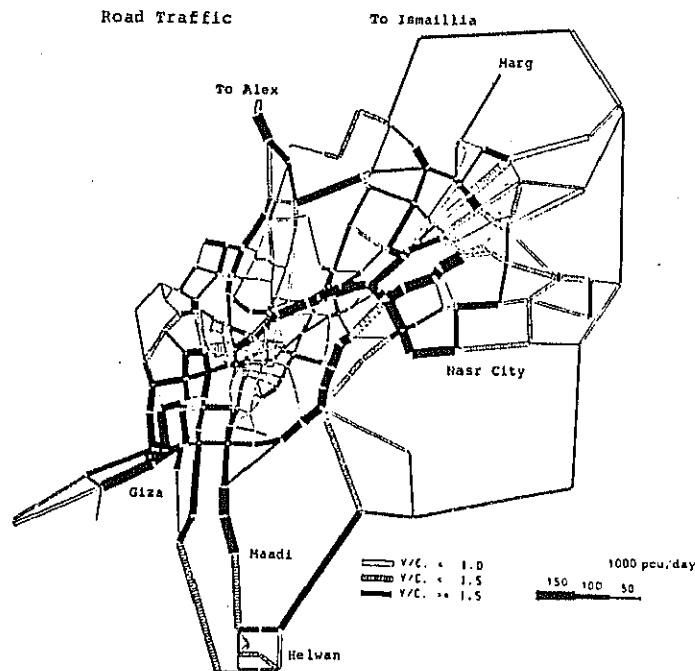 Road Traffic
To Ismaillia
Harg
To Alex
Nasr City
Giza
Maadi
V/C. < 1.0
V/C. < 1.5
V/C. >= 1.5
1000 pcu/day
150 100 50
Helwan